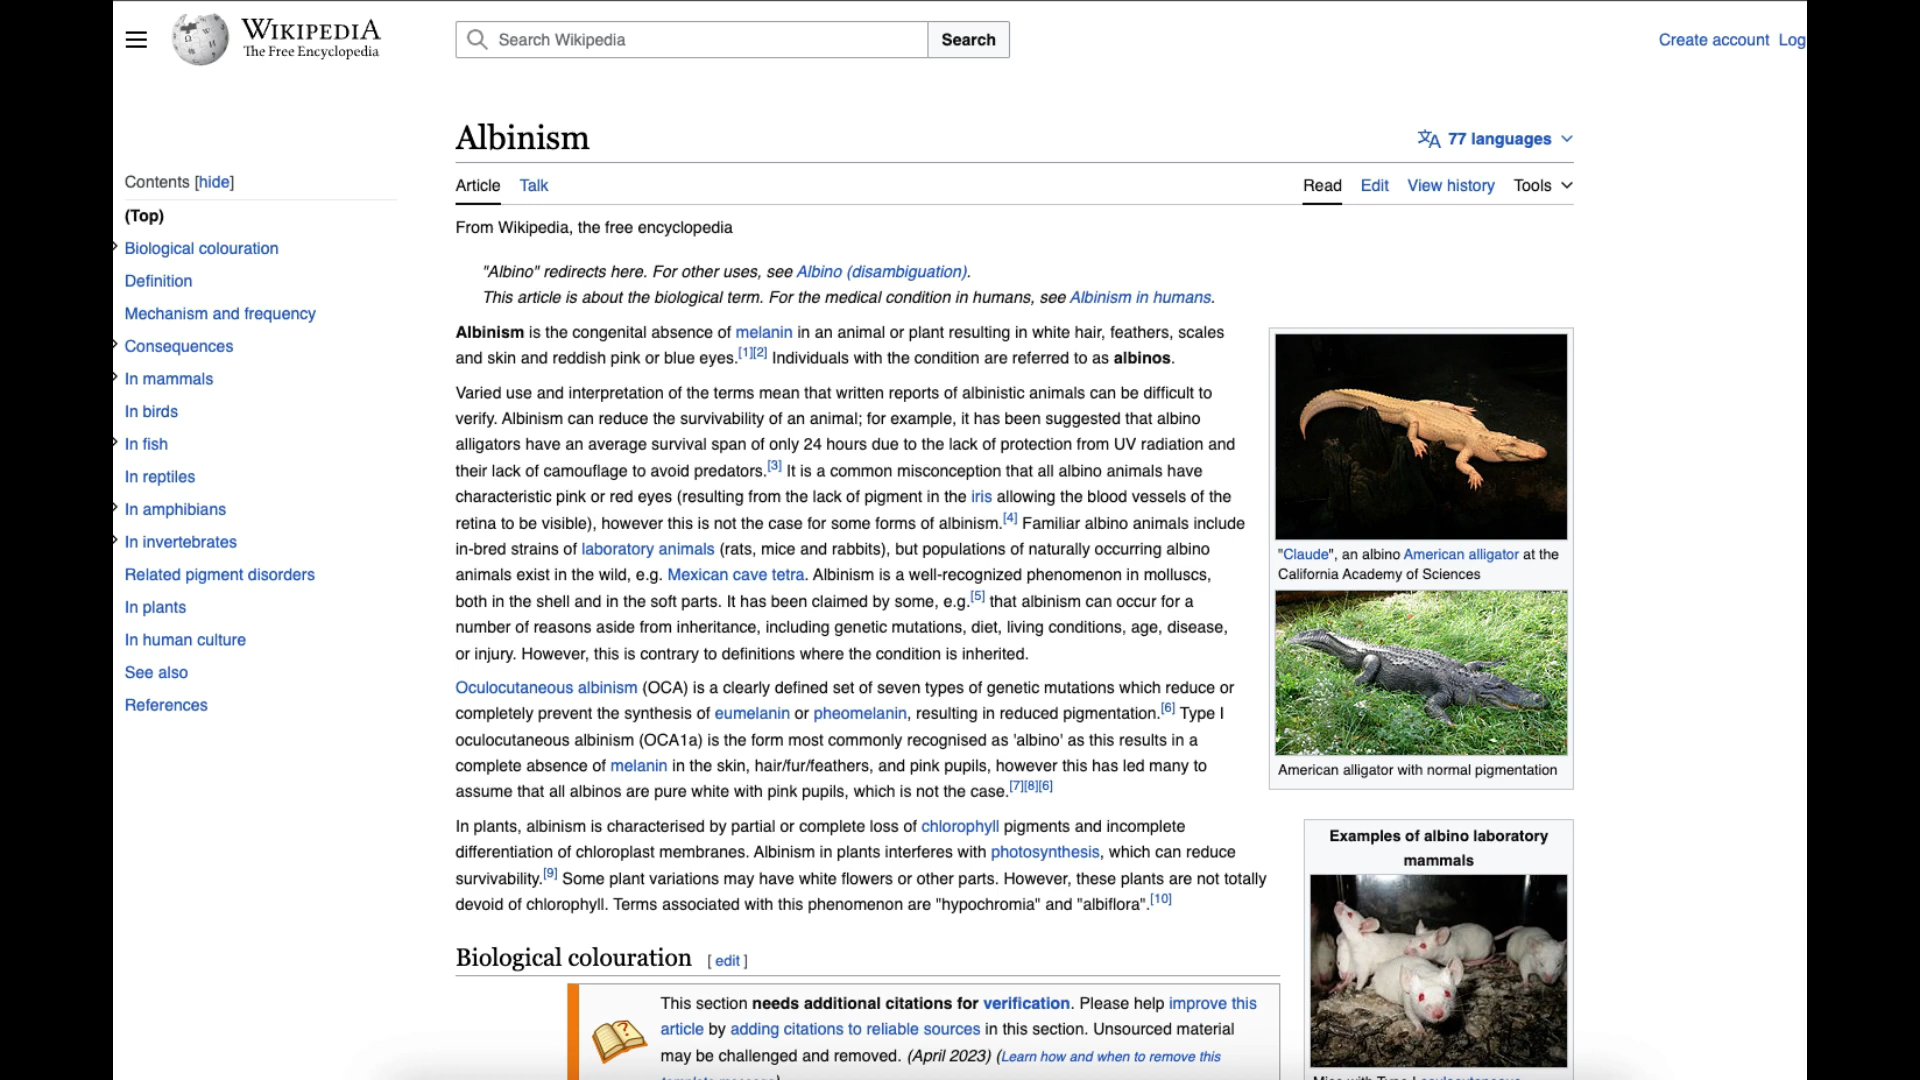 WIKIPEDIA
The Free Encyclopedia
Search Wikipedia
Search
Create account Log
Albinism
77 languages
Contents [hide]
(Top)
Biological colouration
Definition
Mechanism and frequency
Consequences
In mammals
In birds
In fish
In reptiles
In amphibians
In invertebrates
Related pigment disorders
In plants
In human culture
See also
References
Article Talk
Read Edit View history Tools
From Wikipedia, the free encyclopedia
"Albino" redirects here. For other uses, see Albino (disambiguation).
This article is about the biological term. For the medical condition in humans, see Albinism in humans.
Albinism is the congenital absence of melanin in an animal or plant resulting in white hair, feathers, scales
and skin and reddish pink or blue eyes.[1][2] Individuals with the condition are referred to as albinos.
Varied use and interpretation of the terms mean that written reports of albinistic animals can be difficult to
verify. Albinism can reduce the survivability of an animal; for example, it has been suggested that albino
alligators have an average survival span of only 24 hours due to the lack of protection from UV radiation and
their lack of camouflage to avoid predators.[3] It is a common misconception that all albino animals have
characteristic pink or red eyes (resulting from the lack of pigment in the iris allowing the blood vessels of the
retina to be visible), however this is not the case for some forms of albinism.[4] Familiar albino animals include
in-bred strains of laboratory animals (rats, mice and rabbits), but populations of naturally occurring albino
animals exist in the wild, e.g. Mexican cave tetra. Albinism is a well-recognized phenomenon in molluscs,
both in the shell and in the soft parts. It has been claimed by some, e.g.[5] that albinism can occur for a
number of reasons aside from inheritance, including genetic mutations, diet, living conditions, age, disease,
or injury. However, this is contrary to definitions where the condition is inherited.
Oculocutaneous albinism (OCA) is a clearly defined set of seven types of genetic mutations which reduce or
completely prevent the synthesis of eumelanin or pheomelanin, resulting in reduced pigmentation.[6] Type I
oculocutaneous albinism (OCA1a) is the form most commonly recognised as 'albino' as this results in a
complete absence of melanin in the skin, hair/fur/feathers, and pink pupils, however this has led many to
assume that all albinos are pure white with pink pupils, which is not the case.[7][8][6]
In plants, albinism is characterised by partial or complete loss of chlorophyll pigments and incomplete
differentiation of chloroplast membranes. Albinism in plants interferes with photosynthesis, which can reduce
survivability.[9] Some plant variations may have white flowers or other parts. However, these plants are not totally
devoid of chlorophyll. Terms associated with this phenomenon are "hypochromia" and "albiflora".[10]
"Claude", an albino American alligator at the
California Academy of Sciences
American alligator with normal pigmentation
Examples of albino laboratory
mammals
Biological colouration [ edit ]
This section needs additional citations for verification. Please help improve this
article by adding citations to reliable sources in this section. Unsourced material
may be challenged and removed. (April 2023) (Learn how and when to remove this